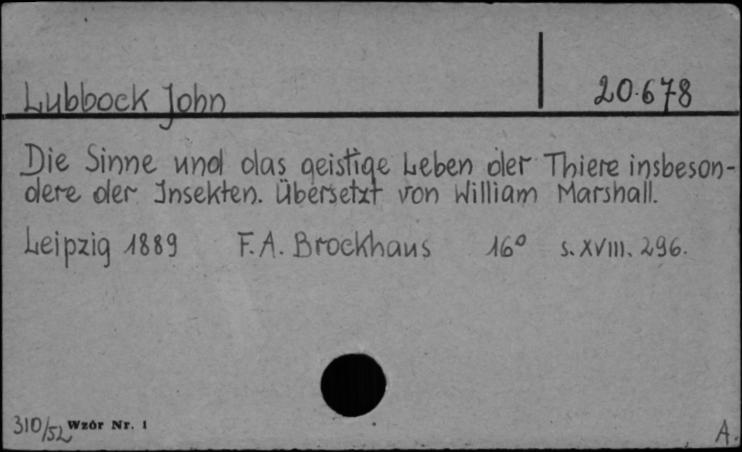 Lubbock John
20.678
Die Sinne und das geistige Leben der Thiere insbeson-
dere der Insekten. Übersetzt von William Marshall.
Leipzig 1889 F.A. Brockhaus 16° s. XVIII. 296.
310/52 Wzór Nr. 1
A.